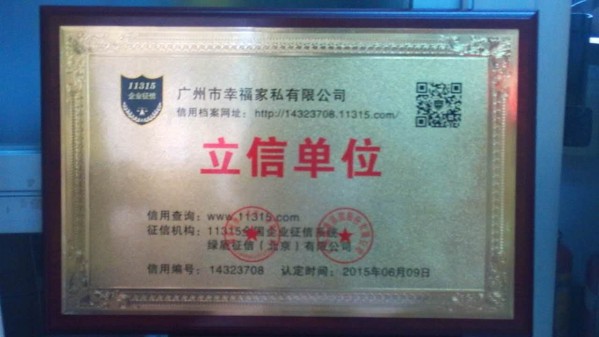 11315
企业征信
广州市幸福家私有限公司
信用档案网址：http://14323708.11315.com/
立信单位
信用查询：www.11315.com
征信机构：11315全国企业征信系统
绿盾征信（北京）有限公司
信用编号：14323708 认定时间：2015年06月09日